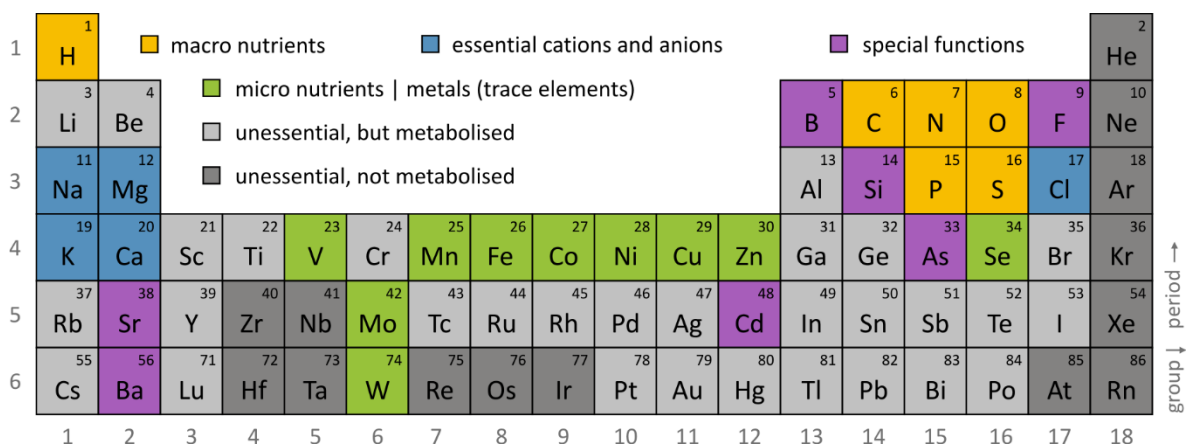 1 2
1 H macro nutrients essential cations and anions special functions He
3 4 micro nutrients | metals (trace elements) 5 6 7 8 9 10
2 Li Be unessential, but metabolised B C N O F Ne
11 12 unessential, not metabolised 13 14 15 16 17 18
3 Na Mg Al Si P S Cl Ar
19 20 21 22 23 24 25 26 27 28 29 30 31 32 33 34 35 36
4 K Ca Sc Ti V Cr Mn Fe Co Ni Cu Zn Ga Ge As Se Br Kr
37 38 39 40 41 42 43 44 45 46 47 48 49 50 51 52 53 54
5 Rb Sr Y Zr Nb Mo Tc Ru Rh Pd Ag Cd In Sn Sb Te I Xe
55 56 71 72 73 74 75 76 77 78 79 80 81 82 83 84 85 86
6 Cs Ba Lu Hf Ta W Re Os Ir Pt Au Hg Tl Pb Bi Po At Rn
1 2 3 4 5 6 7 8 9 10 11 12 13 14 15 16 17 18
group ↑ period ←